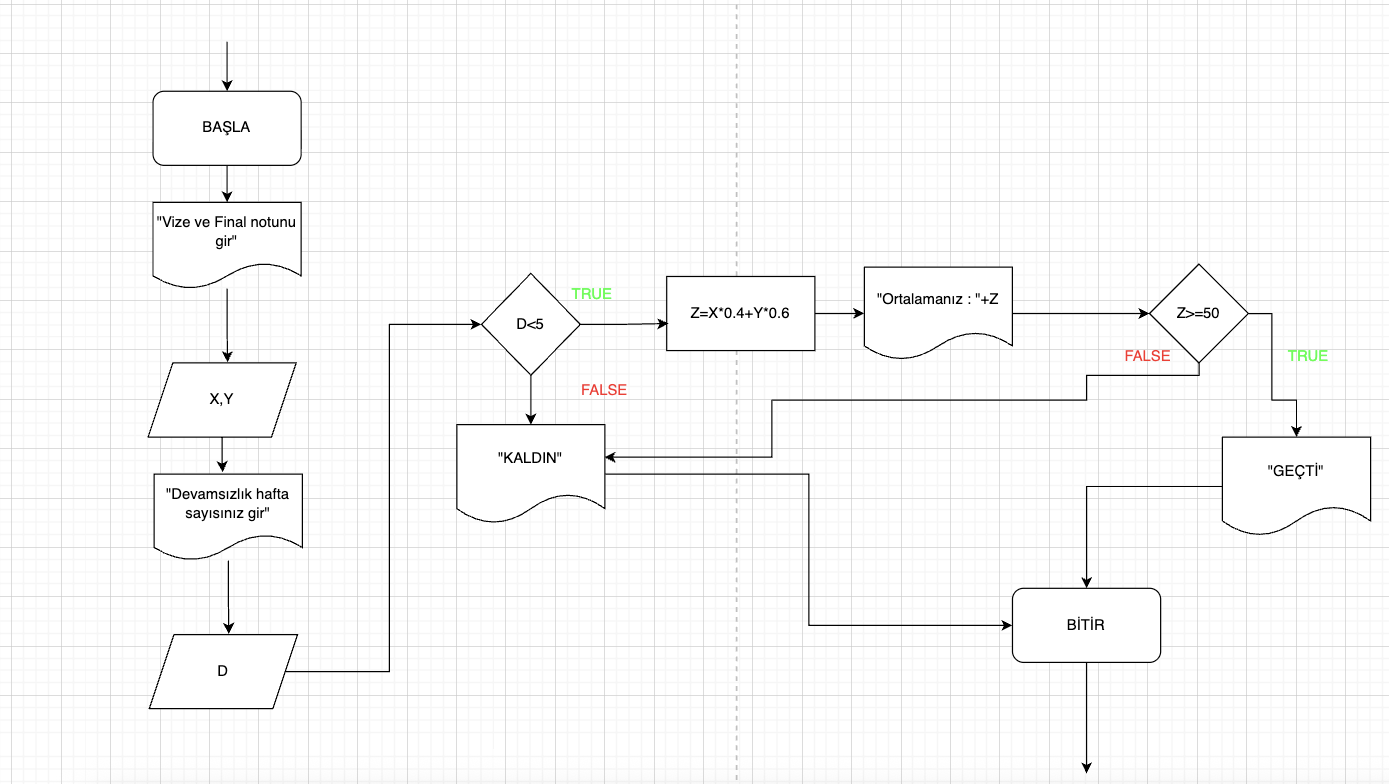 BAŞLA
"Vize ve Final notunu
gir"
X,Y
"Devamsızlık hafta
sayısınız gir"
D
D<5
TRUE
FALSE
Z=X*0.4+Y*0.6
"Ortalamanız : "+Z
Z>=50
FALSE
TRUE
"KALDIN"
"GEÇTİ"
BİTİR